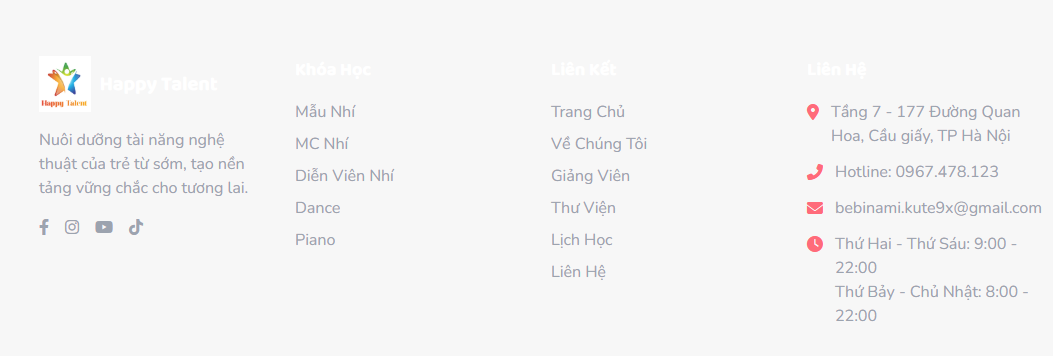 Happy Talent
Happy Talent
Nuôi dưỡng tài năng nghệ
thuật của trẻ từ sớm, tạo nền
tảng vững chắc cho tương lai.
Khóa Học
Mẫu Nhí
MC Nhí
Diễn Viên Nhí
Dance
Piano
Liên Kết
Trang Chủ
Về Chúng Tôi
Giảng Viên
Thư Viện
Lịch Học
Liên Hệ
Liên Hệ
Tầng 7 - 177 Đường Quan
Hoa, Cầu giấy, TP Hà Nội
Hotline: 0967.478.123
bebinami.kute9x@gmail.com
Thứ Hai - Thứ Sáu: 9:00 -
22:00
Thứ Bảy - Chủ Nhật: 8:00 -
22:00